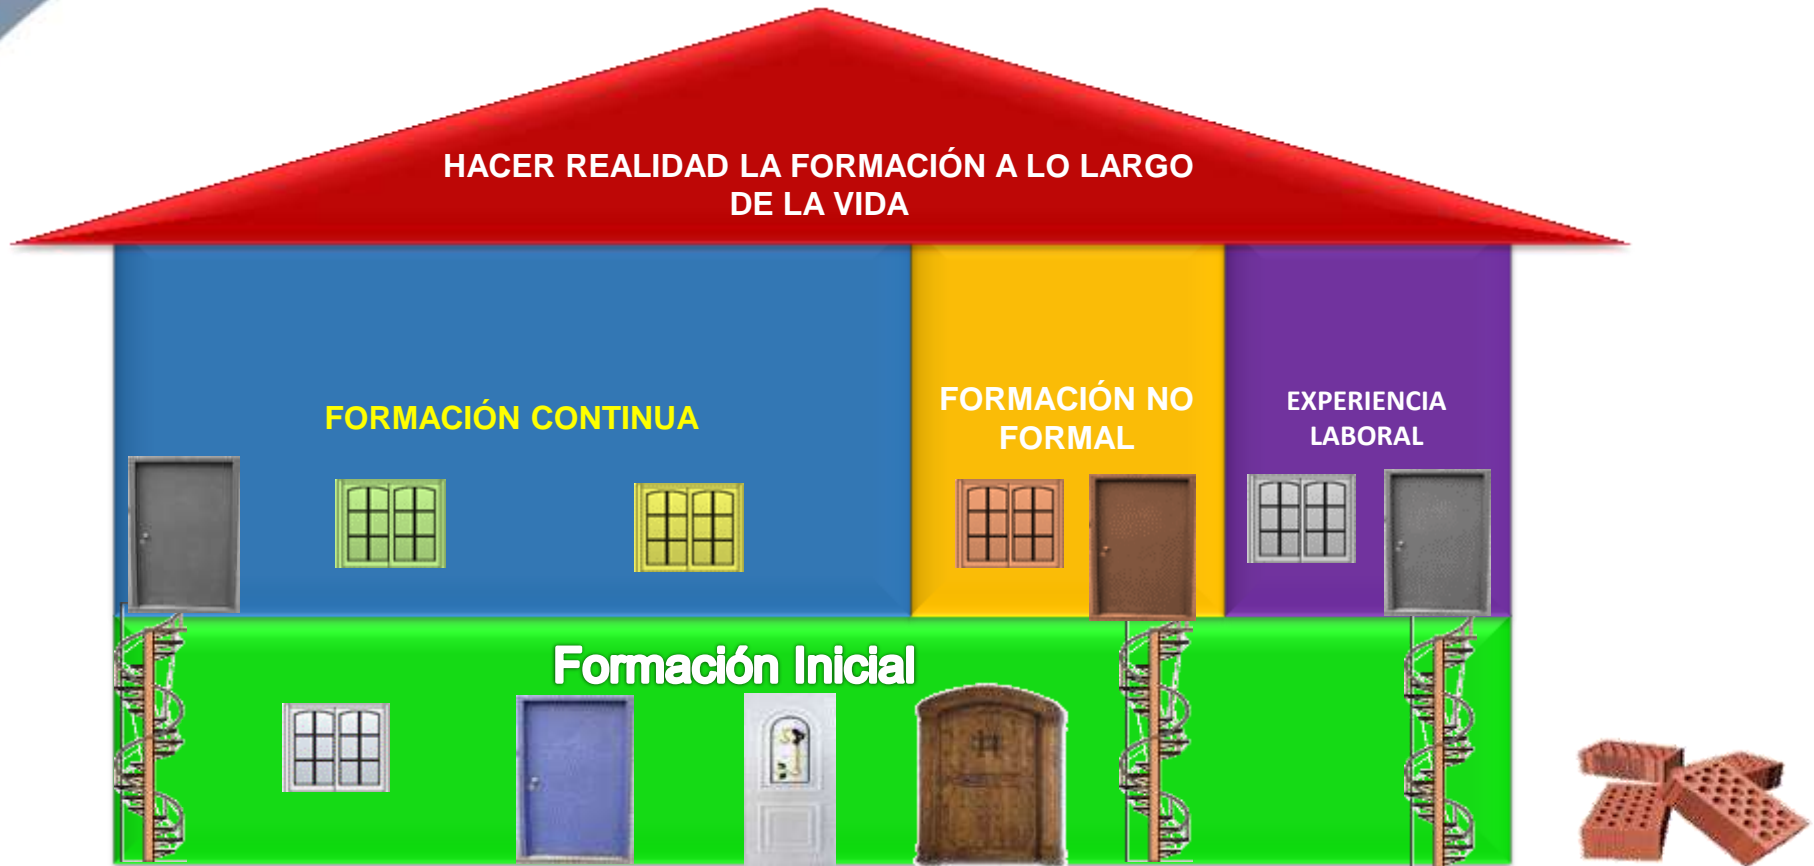 HACER REALIDAD LA FORMACIÓN A LO LARGO
DE LA VIDA
FORMACIÓN CONTINUA
FORMACIÓN NO
FORMAL
EXPERIENCIA
LABORAL
Formación Inicial